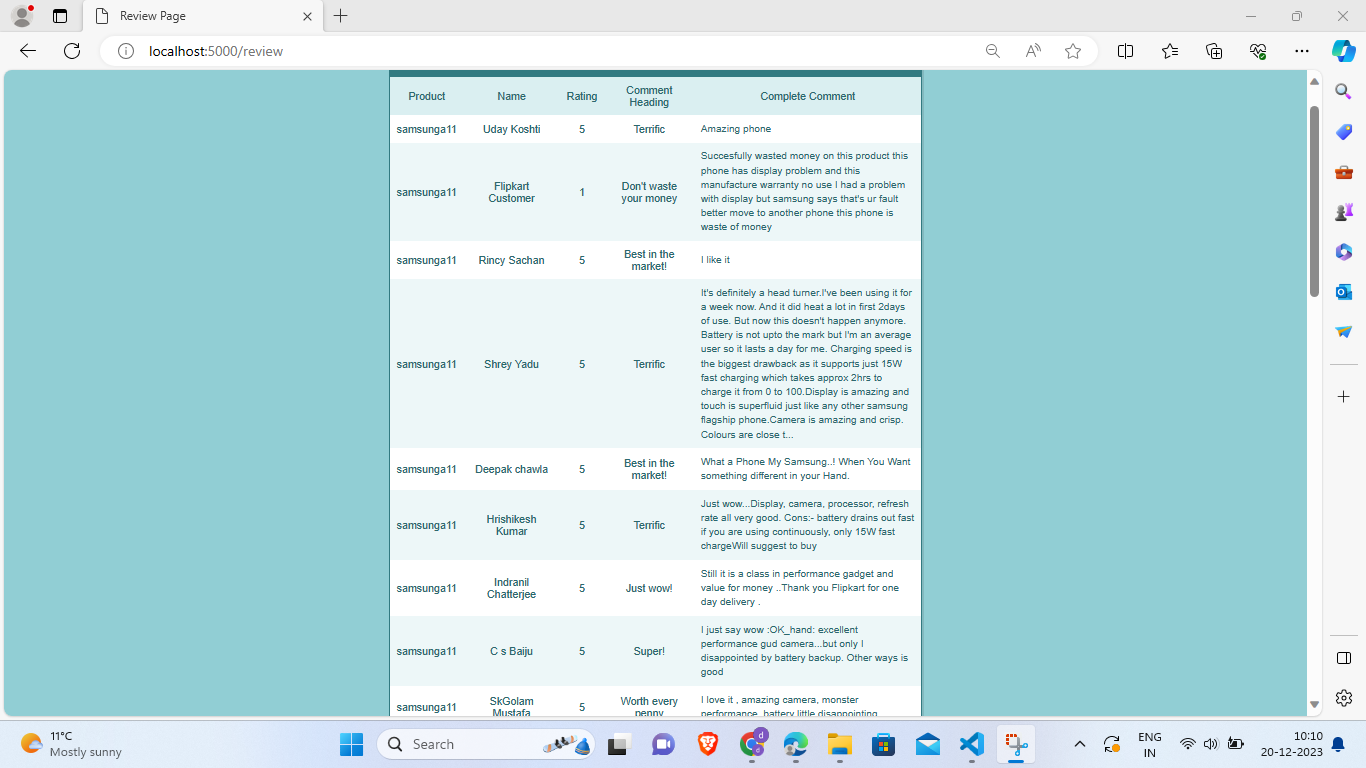 Review Page
localhost:5000/review
Product Name Rating Comment Heading Complete Comment
samsunga11 Uday Koshti 5 Terrific Amazing phone
samsunga11 Flipkart Customer 1 Don't waste your money
Succesfully wasted money on this product this
phone has display problem and this
manufacture warranty no use I had a problem
with display but samsung says that's ur fault
better move to another phone this phone is
waste of money
samsunga11 Rincy Sachan 5 Best in the market! I like it
samsunga11 Shrey Yadu 5 Terrific
It's definitely a head turner.I've been using it for
a week now. And it did heat a lot in first 2days
of use. But now this doesn't happen anymore.
Battery is not upto the mark but I'm an average
user so it lasts a day for me. Charging speed is
the biggest drawback as it supports just 15W
fast charging which takes approx 2hrs to
charge it from 0 to 100.Display is amazing and
touch is superfluid just like any other samsung
flagship phone.Camera is amazing and crisp.
Colours are close t...
samsunga11 Deepak chawla 5 Best in the market!
What a Phone My Samsung..! When You Want
something different in your Hand.
samsunga11 Hrishikesh Kumar 5 Terrific
Just wow...Display, camera, processor, refresh
rate all very good. Cons:- battery drains out fast
if you are using continuously, only 15W fast
chargeWill suggest to buy
samsunga11 Indranil Chatterjee 5 Just wow!
Still it is a class in performance gadget and
value for money ..Thank you Flipkart for one
day delivery .
samsunga11 C s Baiju 5 Super!
I just say wow :OK_hand: excellent
performance gud camera...but only I
disappointed by battery backup. Other ways is
good
samsunga11 SkGolam Mustafa 5 Worth every penny
I love it , amazing camera, monster
performance, battery little disappointing
11°C
Mostly sunny
Search
d
ENG
IN
10:10
20-12-2023